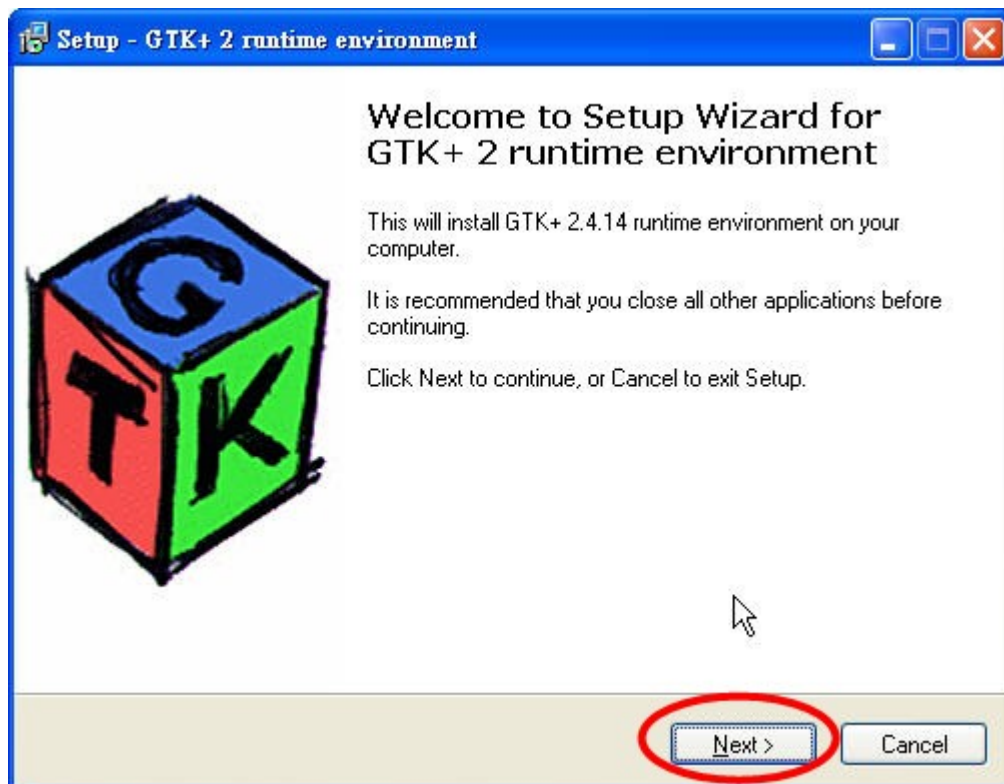 Setup - GTK+ 2 runtime environment
Welcome to Setup Wizard for
GTK+ 2 runtime environment
This will install GTK+ 2.4.14 runtime environment on your
computer.
It is recommended that you close all other applications before
continuing.
Click Next to continue, or Cancel to exit Setup.
G
T K
Next >
Cancel